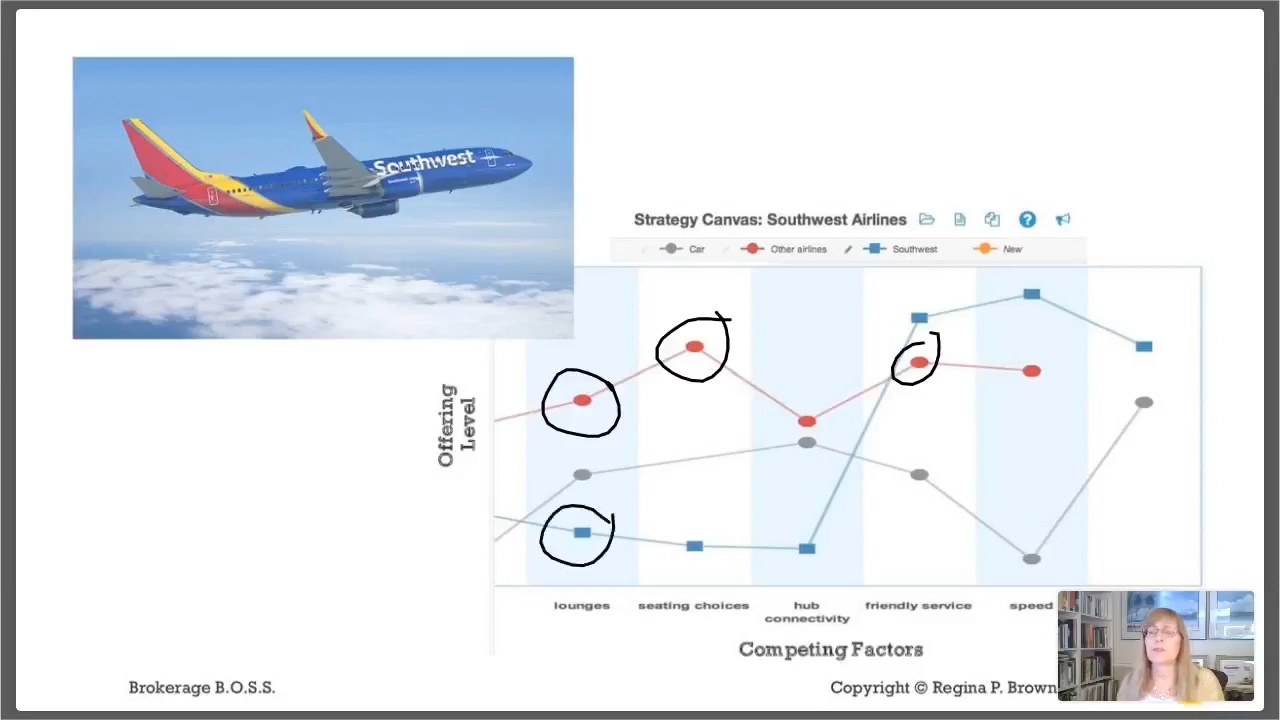 Southwest
Strategy Canvas: Southwest Airlines
Car
Other airlines
Southwest
New
Offering
Level
lounges
seating choices
hub
connectivity
friendly service
speed
Competing Factors
Brokerage B.O.S.S.
Copyright © Regina P. Brown